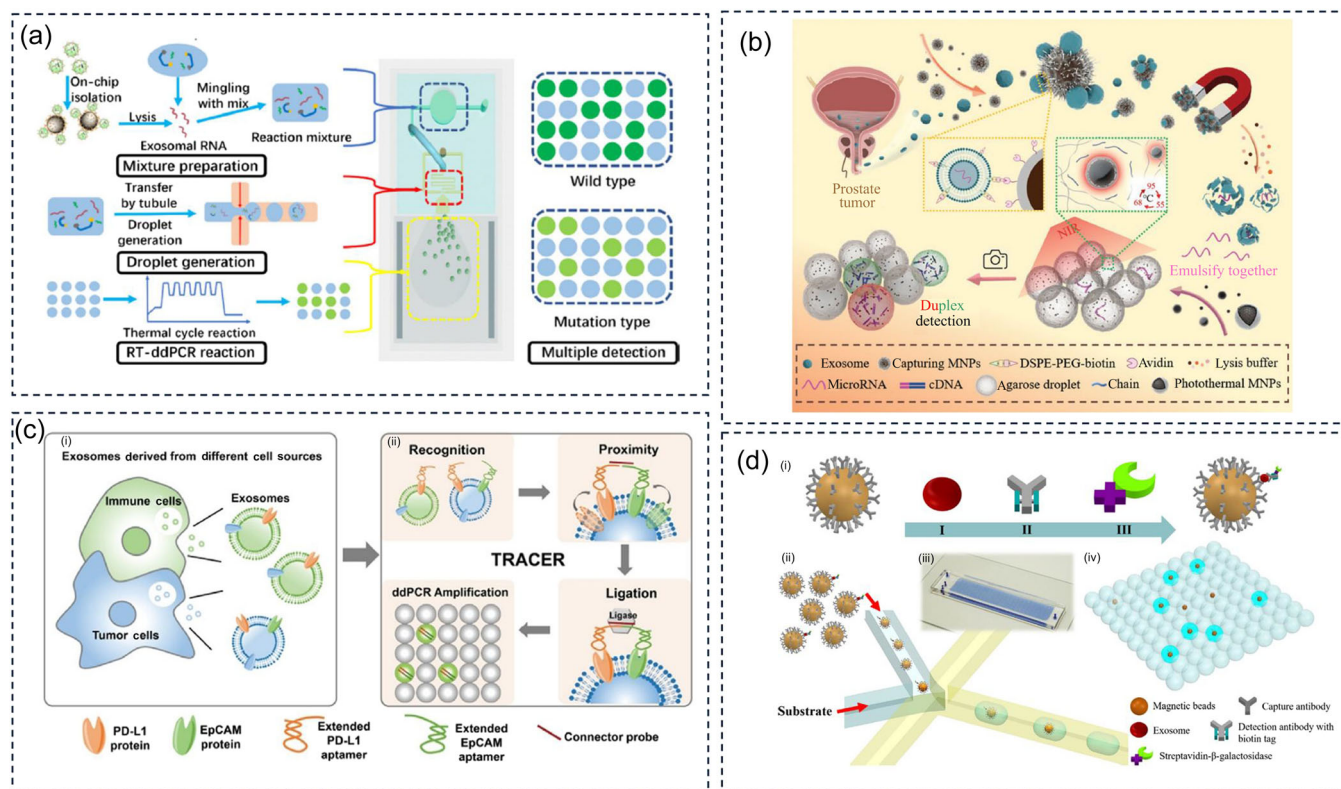 (a)
On-chip
isolation
Lysis
Mingling
with mix
Exosomal RNA
Reaction mixture
Mixture preparation
Transfer
by tubule
Droplet
generation
Droplet generation
Thermal cycle reaction
RT-ddPCR reaction
Wild type
Mutation type
Multiple detection
(b)
Prostate
tumor
95
°C
68
55
NIR
Emulsify together
Duplex
detection
Exosome
Capturing MNPs
DSPE-PEG-biotin
Avidin
Lysis buffer
MicroRNA
cDNA
Agarose droplet
Chain
Photothermal MNPs
(c)
(i)
Exosomes derived from different cell sources
Immune cells
Exosomes
Tumor cells
(ii)
Recognition
Proximity
TRACER
ddPCR Amplification
Ligation
Ligase
PD-L1
protein
EpCAM
protein
Extended
PD-L1
aptamer
Extended
EpCAM
aptamer
Connector probe
(d)
(i)
I
II
III
(ii)
(iii)
(iv)
Substrate
Magnetic beads
Capture antibody
Exosome
Detection antibody with
biotin tag
Streptavidin-β-galactosidase